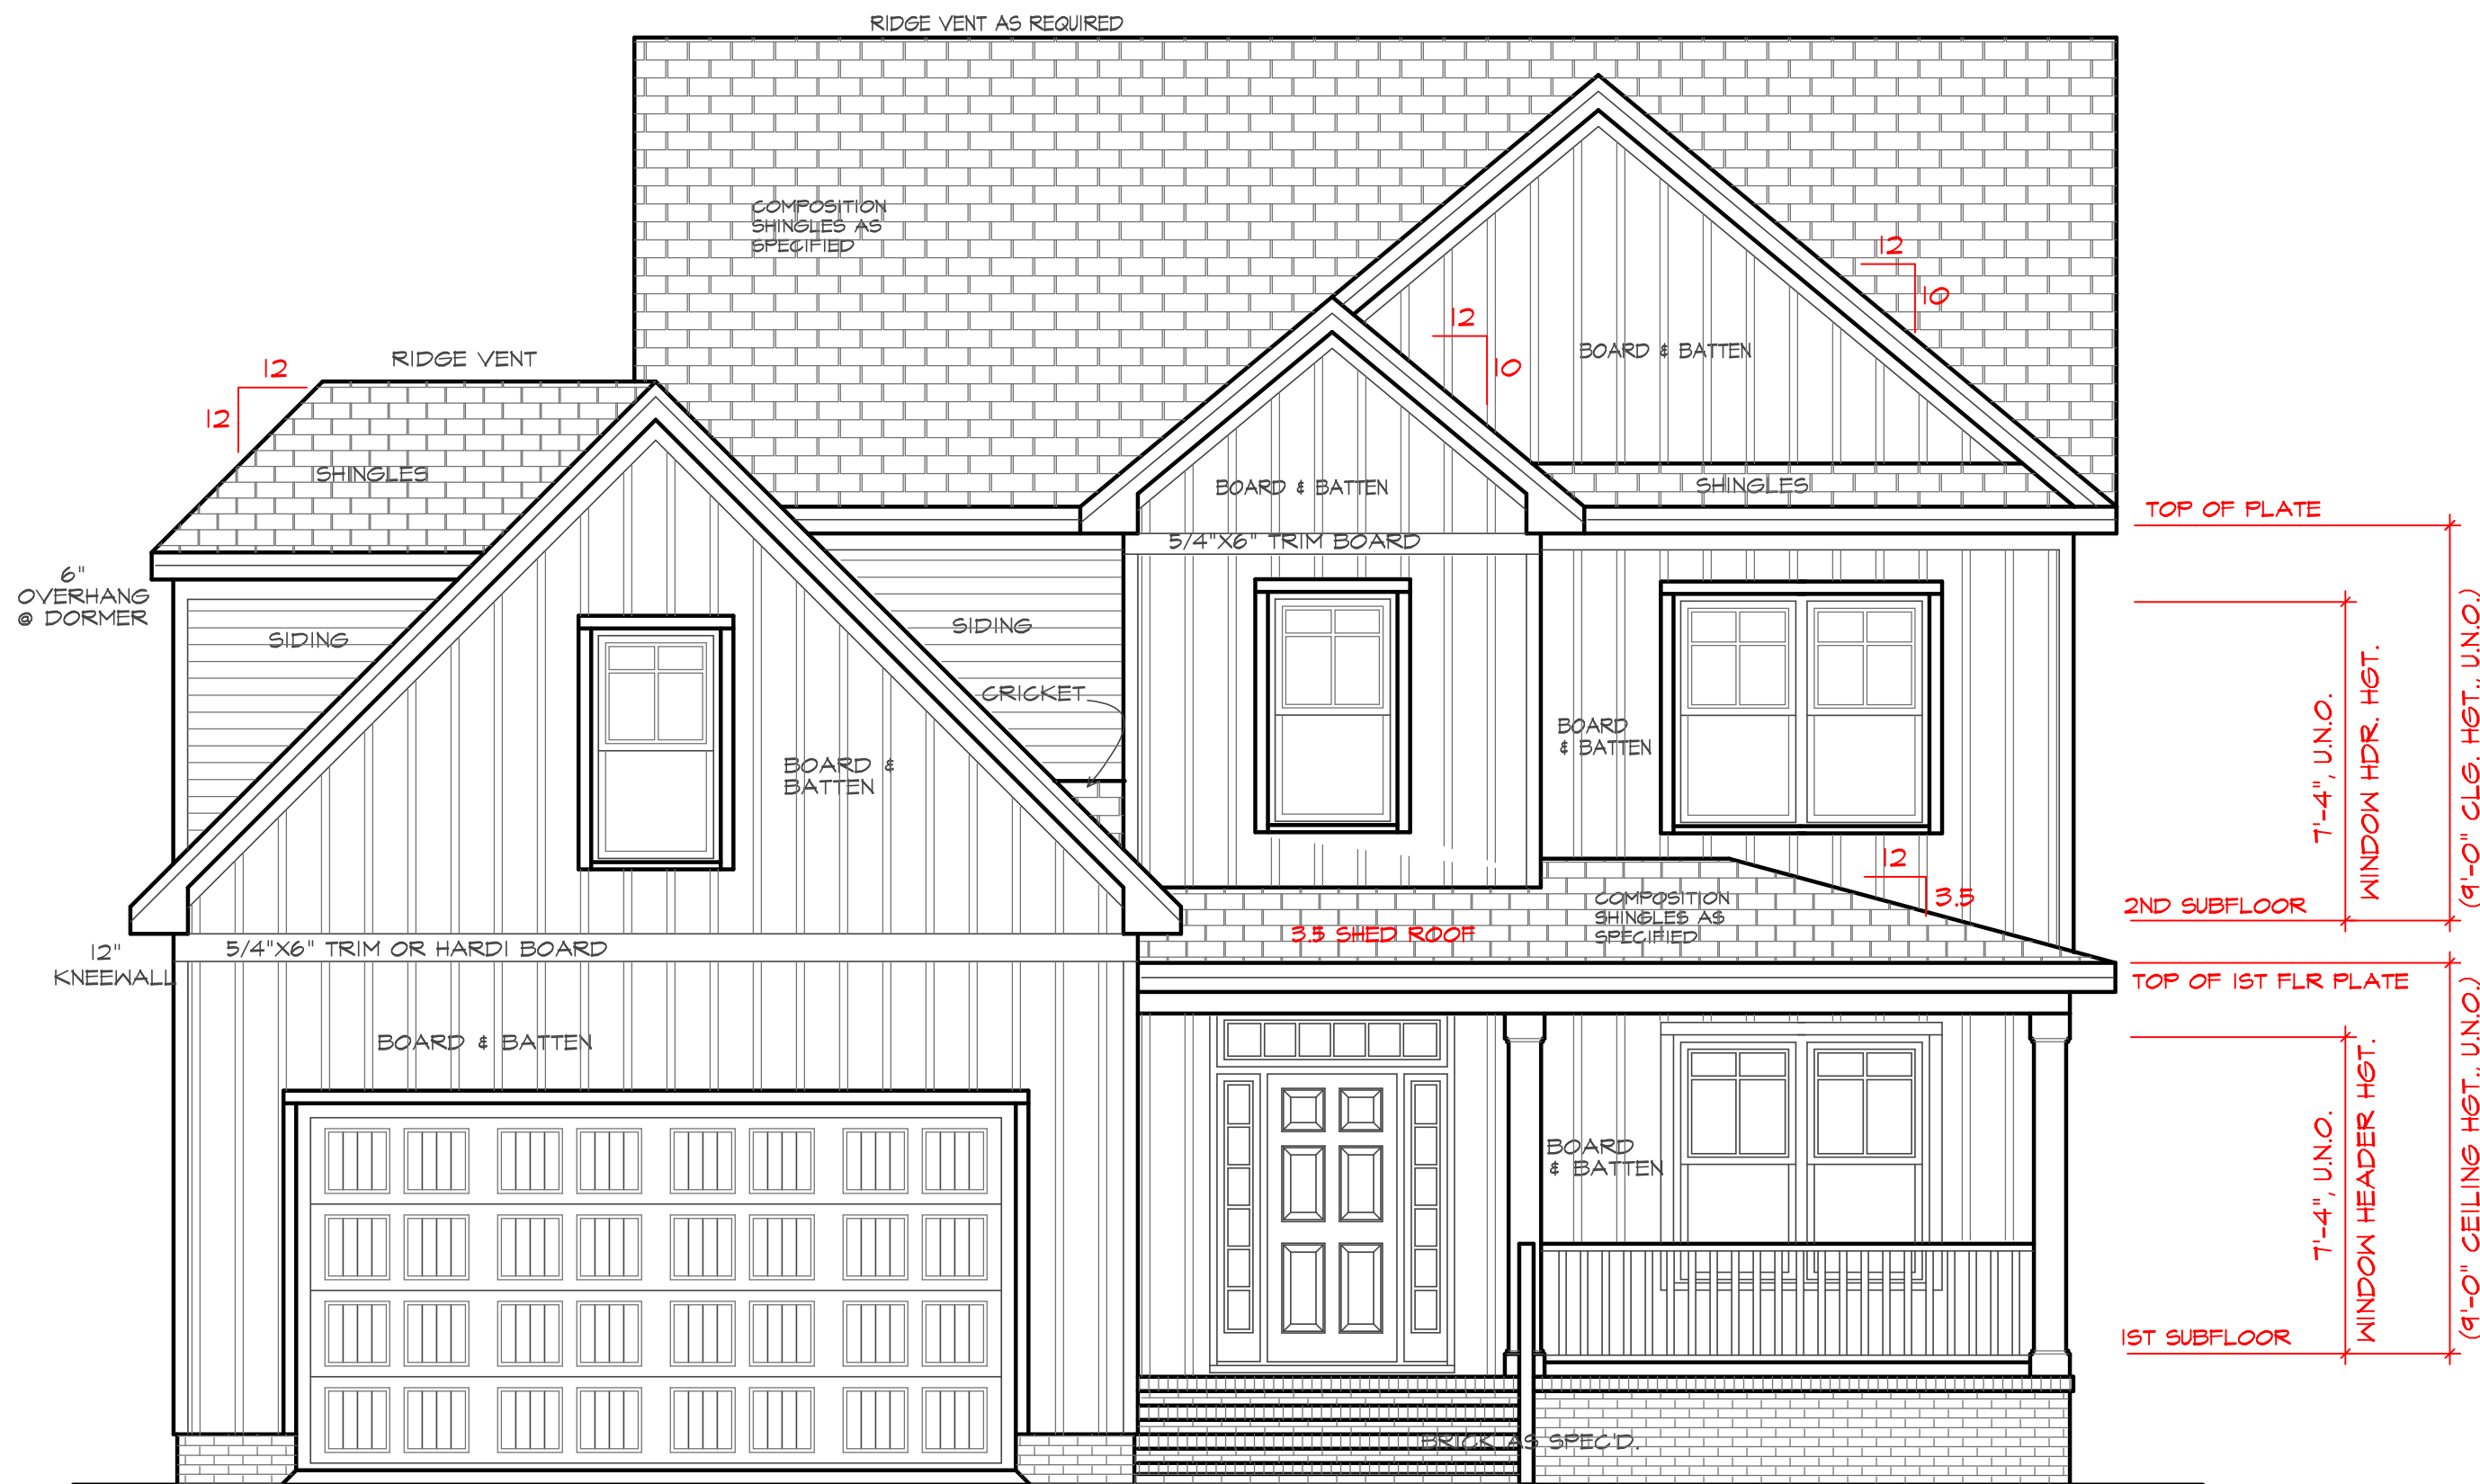 RIDGE VENT AS REQUIRED
COMPOSITION
SHINGLES AS
SPECIFIED
12
10
12
10
BOARD & BATTEN
RIDGE VENT
12
12
SHINGLES
BOARD & BATTEN
SHINGLES
TOP OF PLATE
5/4"X6" TRIM BOARD
6"
OVERHANG
@ DORMER
SIDING
SIDING
CRICKET
BOARD
& BATTEN
BOARD &
BATTEN
7'-4", U.N.O.
WINDOW HDR. HGT.
(9'-0" CLG. HGT., U.N.O.)
12
3.5
COMPOSITION
SHINGLES AS
SPECIFIED
3.5 SHED ROOF
2ND SUBFLOOR
12"
KNEEWALL
5/4"X6" TRIM OR HARDI BOARD
TOP OF 1ST FLR PLATE
BOARD & BATTEN
BOARD
& BATTEN
7'-4", U.N.O.
WINDOW HEADER HGT.
(9'-0" CEILING HGT., U.N.O.)
1ST SUBFLOOR
BRICK AS SPEC'D.